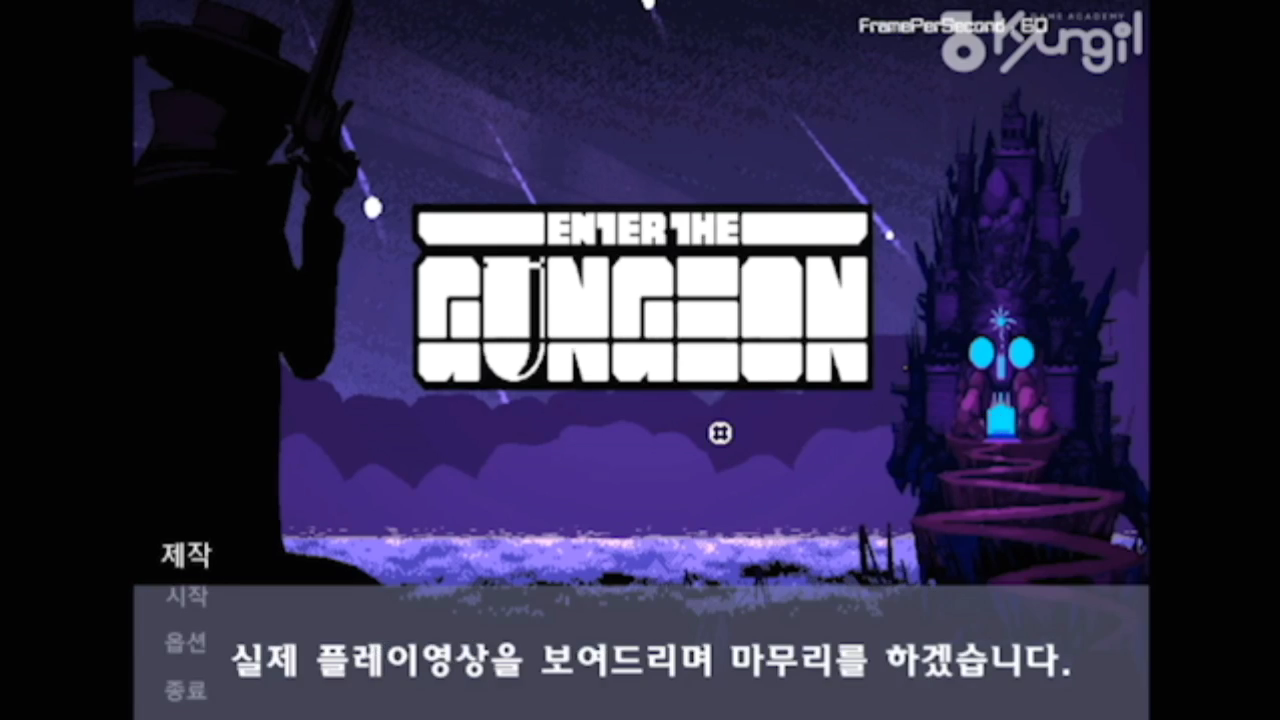 FramePerSecond : 60
GAME ACADEMY
Kyungil
ENTER THE
GUNGEON
제작
시작
옵션
종료
실제 플레이영상을 보여드리며 마무리를 하겠습니다.